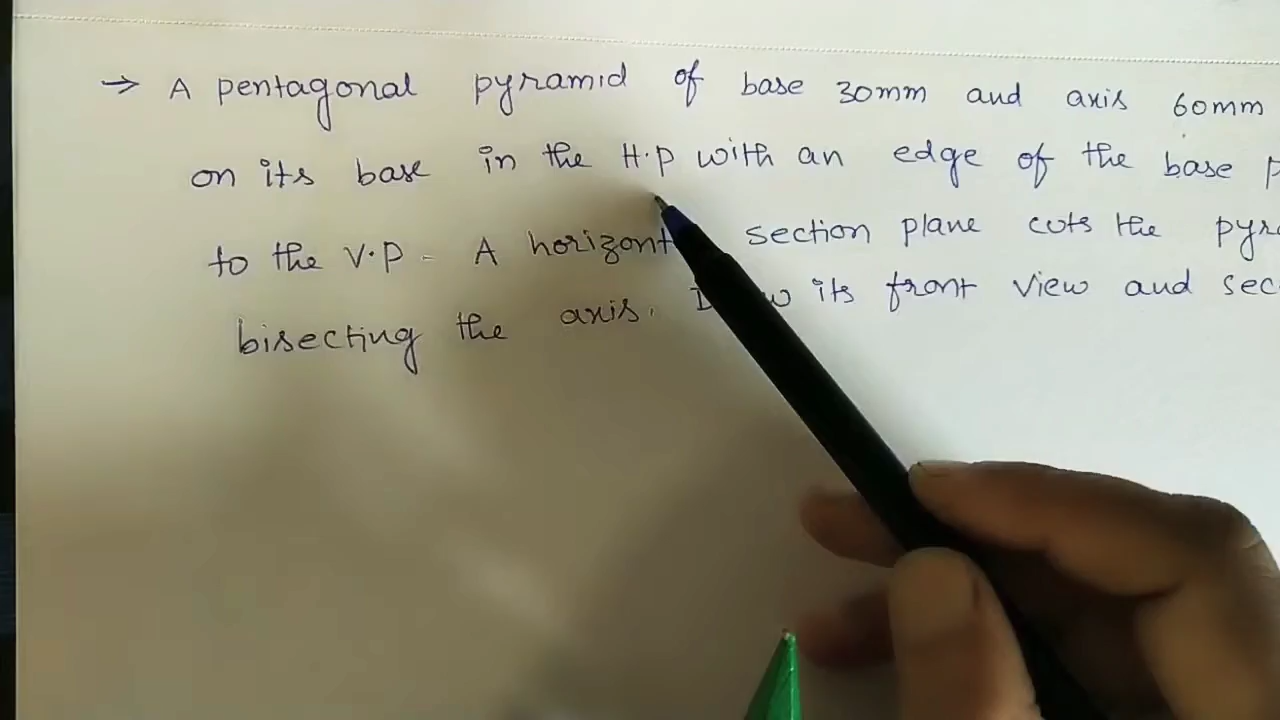 → A pentagonal pyramid of base 30mm and axis 60mm
on its base in the H.P with an edge of the base
to the V.P - A section plane cuts the
bisecting the axis. its front view and